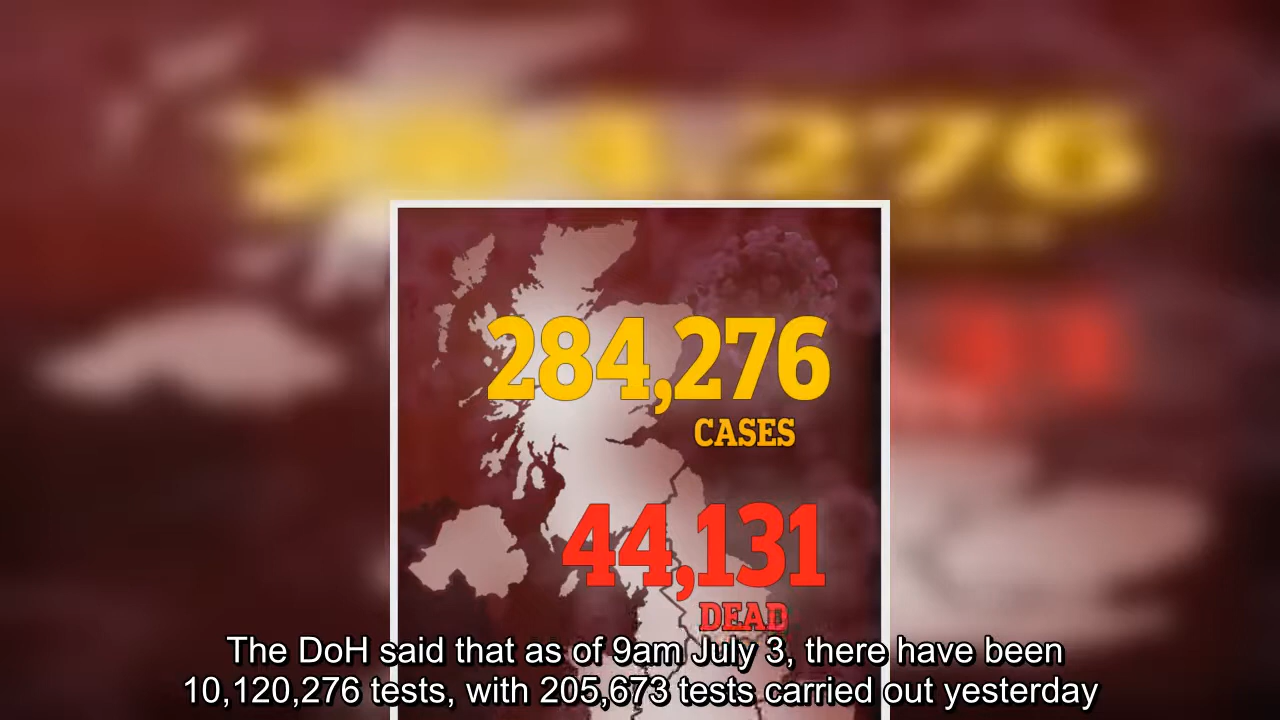 284,276
CASES
44,131
DEAD
The DoH said that as of 9am July 3, there have been
10,120,276 tests, with 205,673 tests carried out yesterday